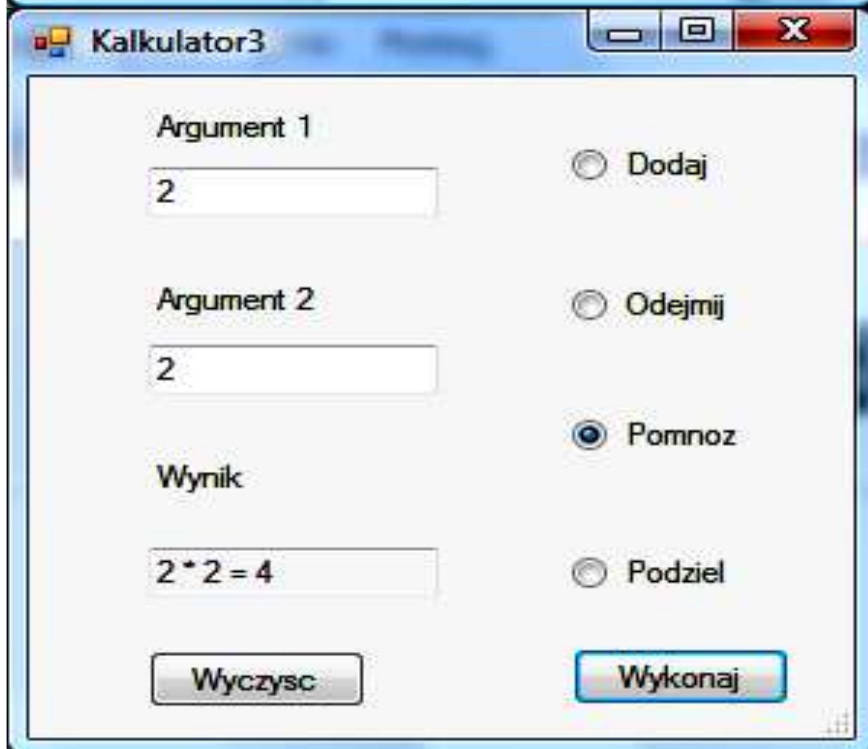 Kalkulator3
Argument 1
Dodaj
2
Argument 2
Odejmij
2
Pomnoz
Wynik
2 * 2 = 4
Podziel
Wyczysc
Wykonaj